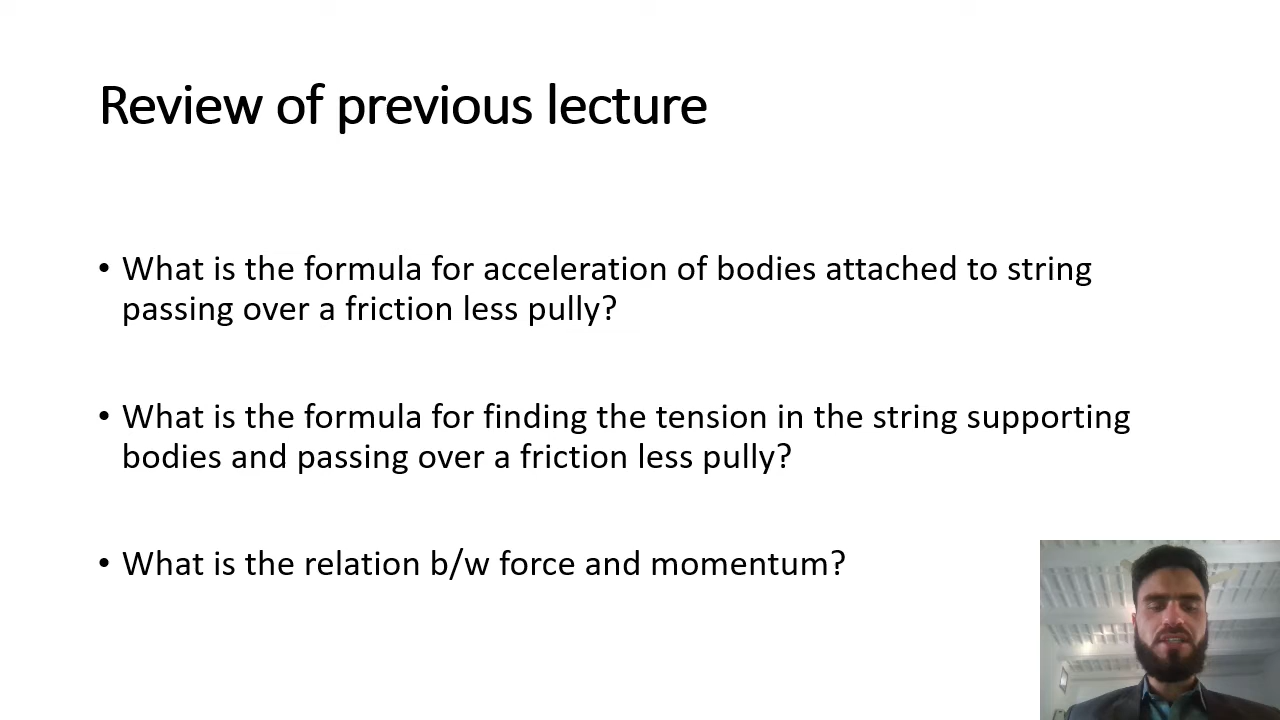 Review of previous lecture
• What is the formula for acceleration of bodies attached to string
passing over a friction less pully?
• What is the formula for finding the tension in the string supporting
bodies and passing over a friction less pully?
• What is the relation b/w force and momentum?